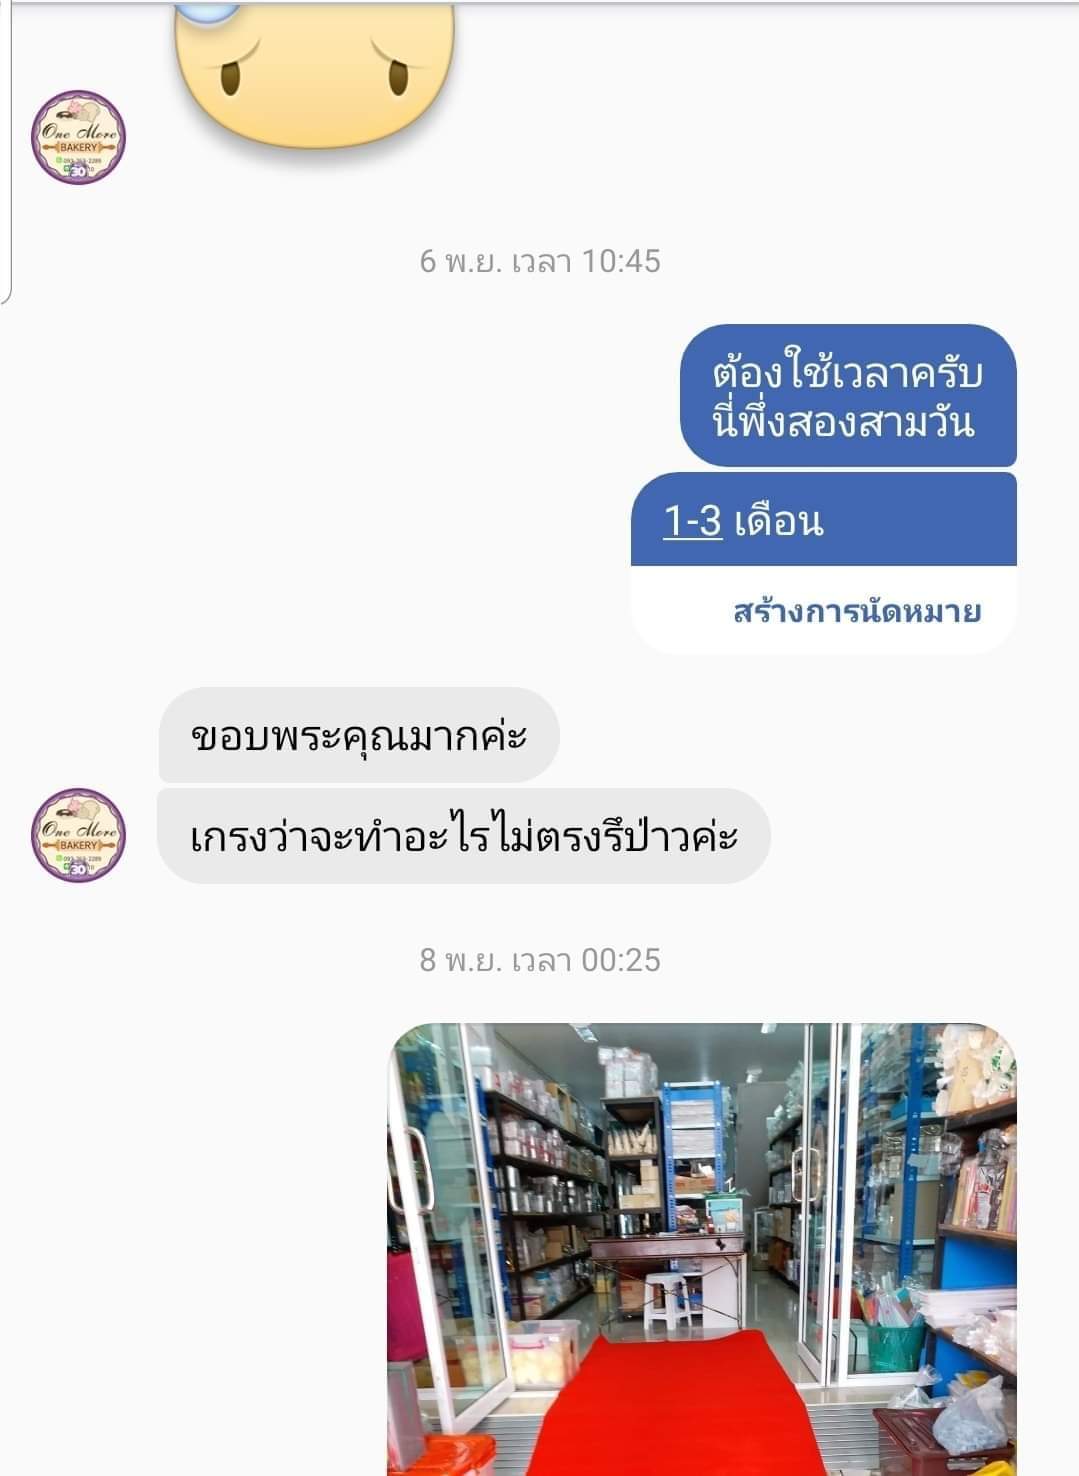 One More
BAKERY
30
6 พ.ย. เวลา 10:45
ต้องใช้เวลาครับ
นี่พึ่งสองสามวัน
1-3 เดือน
สร้างการนัดหมาย
ขอบพระคุณมากค่ะ
เกรงว่าจะทำอะไรไม่ตรงรึป่าวค่ะ
One More
BAKERY
30
8 พ.ย. เวลา 00:25